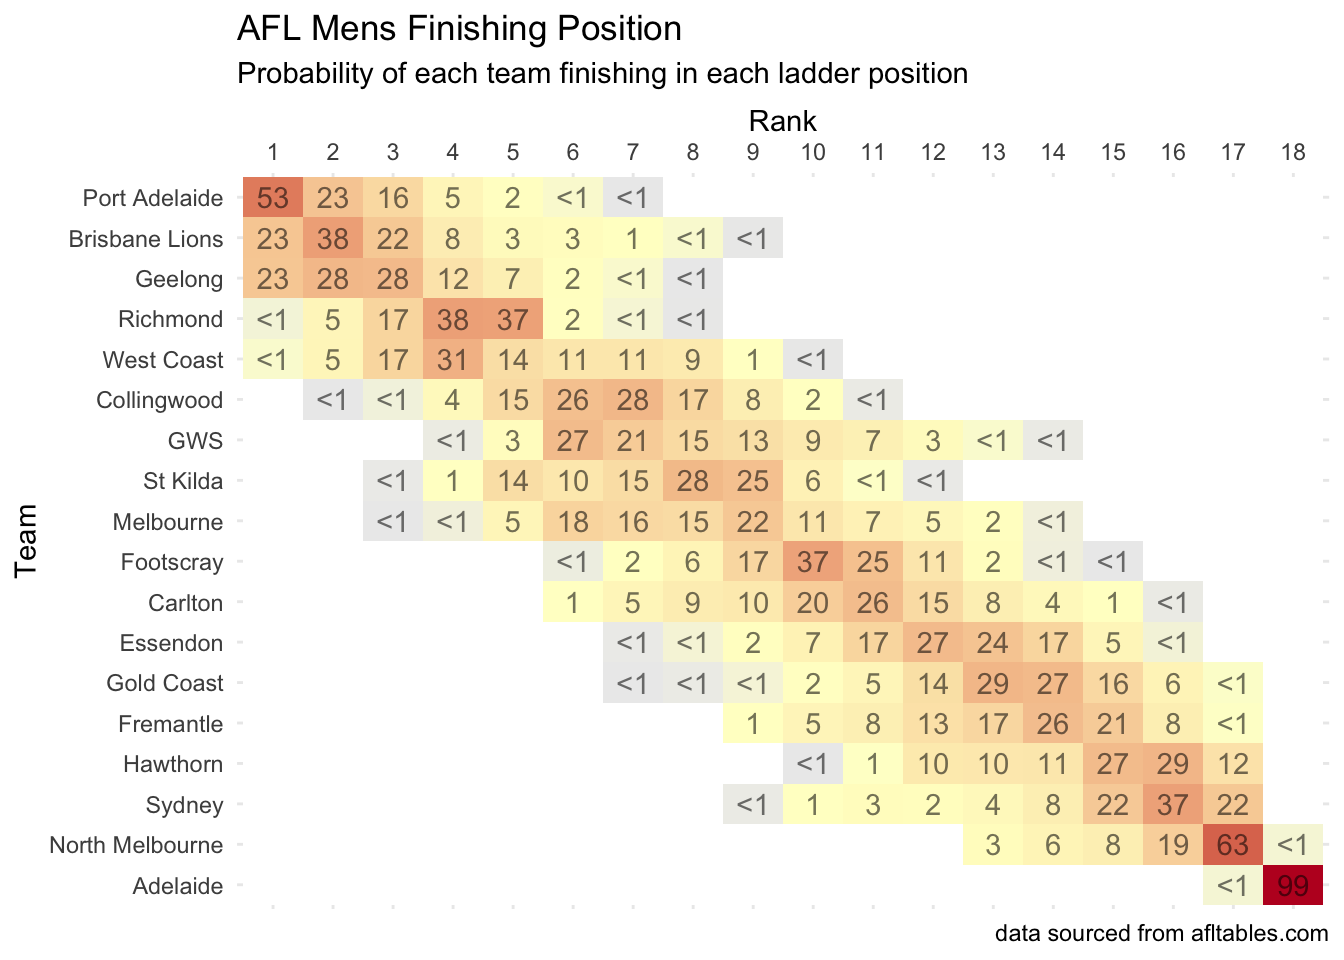 AFL Mens Finishing Position
Probability of each team finishing in each ladder position
Rank
1 2 3 4 5 6 7 8 9 10 11 12 13 14 15 16 17 18
Team
Port Adelaide 53 23 16 5 2 <1 <1
Brisbane Lions 23 38 22 8 3 3 1 <1 <1
Geelong 23 28 28 12 7 2 <1 <1
Richmond <1 5 17 38 37 2 <1 <1
West Coast <1 5 17 31 14 11 11 9 1 <1
Collingwood <1 <1 4 15 26 28 17 8 2 <1
GWS <1 3 27 21 15 13 9 7 3 <1 <1
St Kilda <1 1 14 10 15 28 25 6 <1 <1
Melbourne <1 <1 5 18 16 15 22 11 7 5 2 <1
Footscray <1 2 6 17 37 25 11 2 <1 <1
Carlton 1 5 9 10 20 26 15 8 4 1 <1
Essendon <1 <1 2 7 17 27 24 17 5 <1
Gold Coast <1 <1 <1 2 5 14 29 27 16 6 <1
Fremantle 1 5 8 13 17 26 21 8 <1
Hawthorn <1 1 10 10 11 27 29 12
Sydney <1 1 3 2 4 8 22 37 22
North Melbourne 3 6 8 19 63 <1
Adelaide <1 99
data sourced from afltables.com